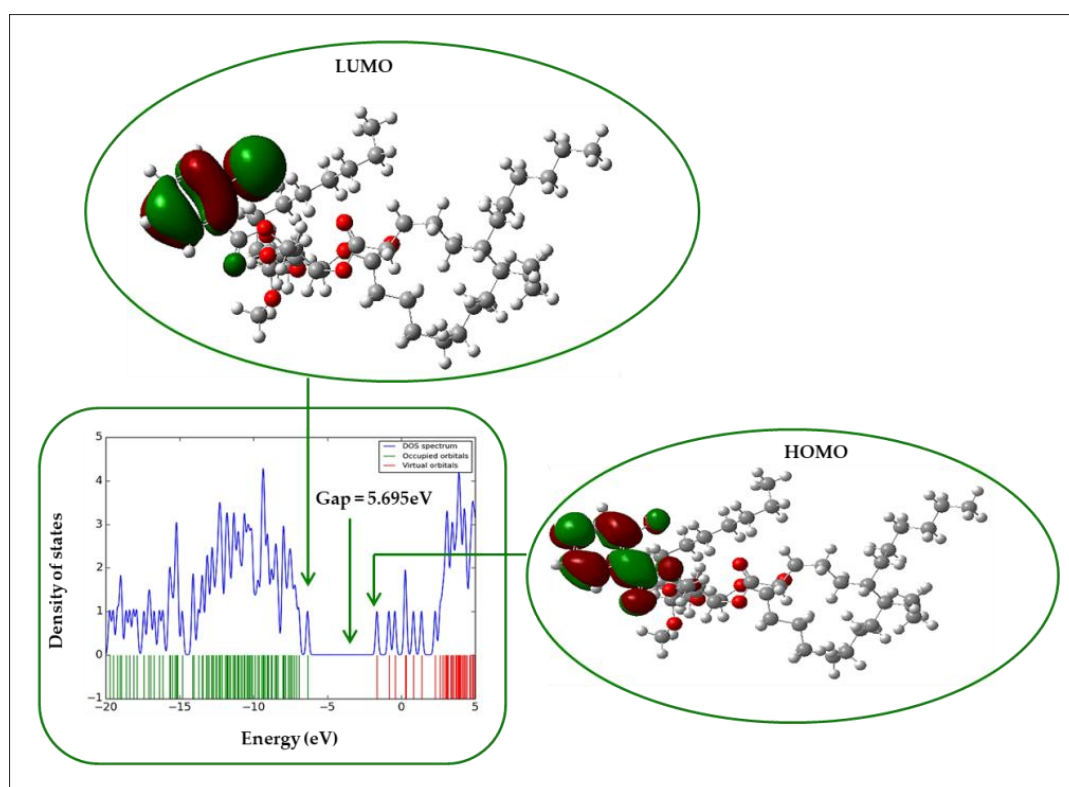 LUMO
HOMO
DOS spectrum
Occupied orbitals
Virtual orbitals
Gap = 5.695eV
Density of states
5
4
3
2
1
0
−1
−20
−15
−10
−5
0
5
Energy (eV)